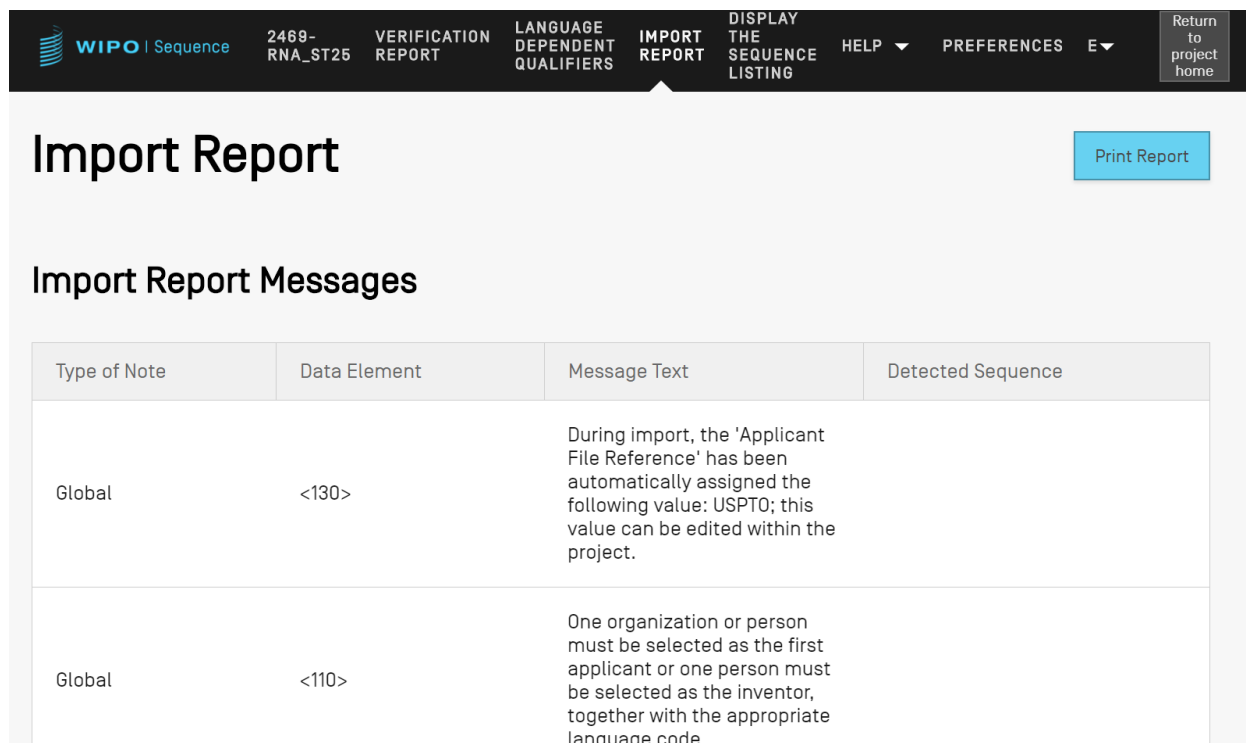 WIPO | Sequence
2469-
RNA_ST25
VERIFICATION
REPORT
LANGUAGE
DEPENDENT
QUALIFIERS
IMPORT
REPORT
DISPLAY
THE
SEQUENCE
LISTING
HELP
PREFERENCES
E
Return
to
project
home
Import Report
Print Report
Import Report Messages
Type of Note
Data Element
Message Text
Detected Sequence
Global
<130>
During import, the 'Applicant
File Reference' has been
automatically assigned the
following value: USPTO; this
value can be edited within the
project.
Global
<110>
One organization or person
must be selected as the first
applicant or one person must
be selected as the inventor,
together with the appropriate
language code